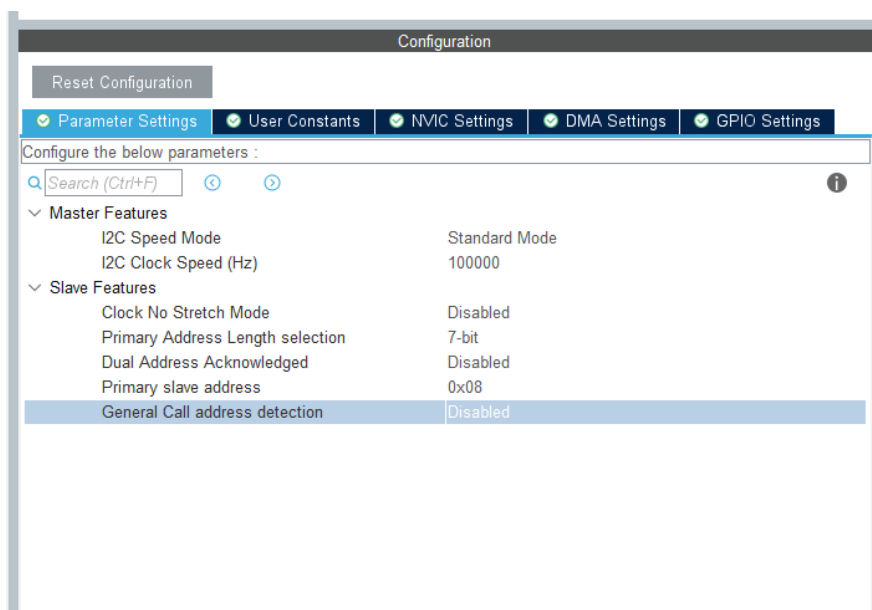 Configuration
Reset Configuration
Parameter Settings User Constants NVIC Settings DMA Settings GPIO Settings
Configure the below parameters :
Search (Ctrl+F)
Master Features
I2C Speed Mode Standard Mode
I2C Clock Speed (Hz) 100000
Slave Features
Clock No Stretch Mode Disabled
Primary Address Length selection 7-bit
Dual Address Acknowledged Disabled
Primary slave address 0x08
General Call address detection Disabled